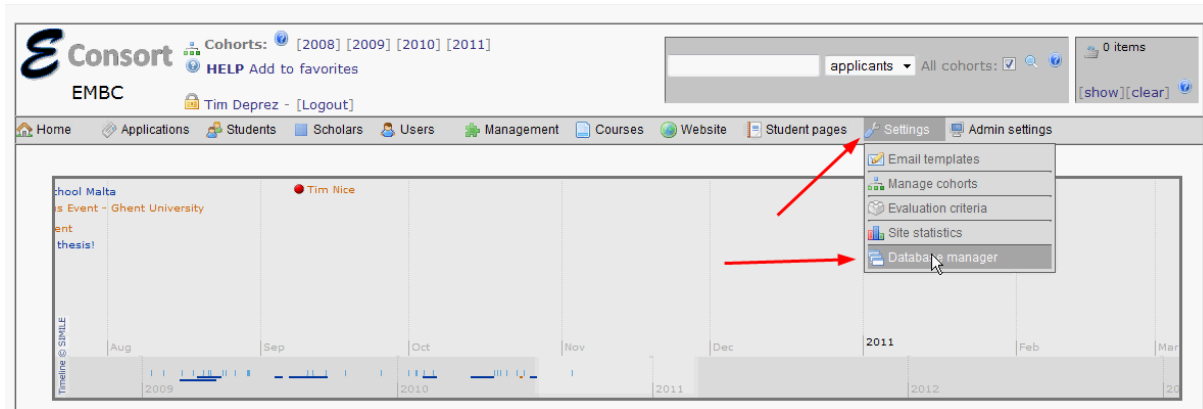 E Consort
EMBC
Cohorts: [2008] [2009] [2010] [2011]
HELP Add to favorites
Tim Deprez - [Logout]
applicants All cohorts:
0 items
[show][clear]
Home Applications Students Scholars Users Management Courses Website Student pages Settings Admin settings
Email templates
Manage cohorts
Evaluation criteria
Site statistics
Database manager
chool Malta
Tim Nice
s Event - Ghent University
ent
thesis!
Timeline © SIMILE
Aug Sep Oct Nov Dec 2011 Feb Mar
2009 2010 2011 2012 20